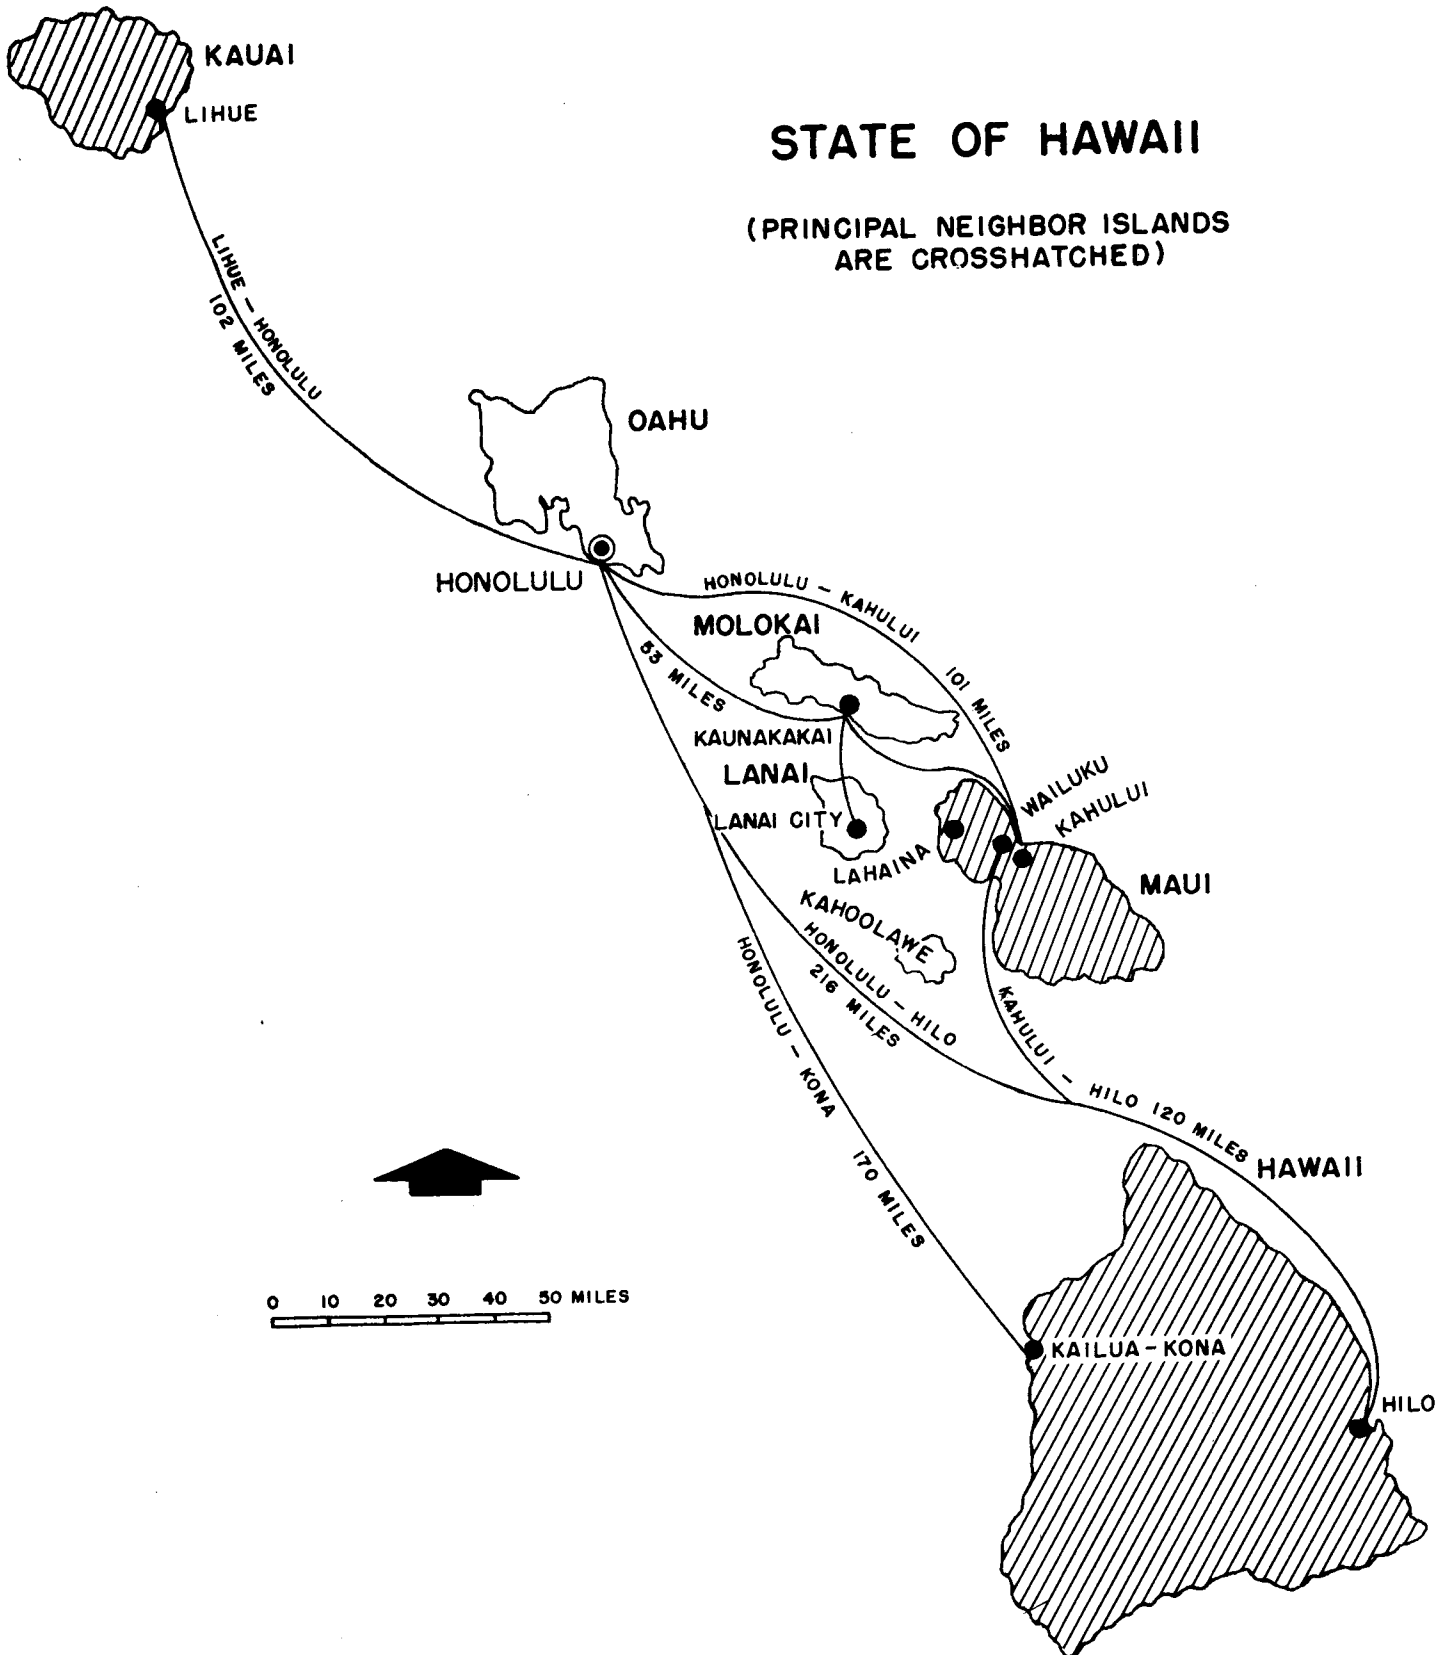 KAUAI
LIHUE
STATE OF HAWAII
(PRINCIPAL NEIGHBOR ISLANDS
ARE CROSSHATCHED)
LIHUE - HONOLULU
102 MILES
OAHU
HONOLULU
HONOLULU - KAHULUI 101 MILES
MOLOKAI
53 MILES
KAUNAKAKAI
LANAI
LANAI CITY
WAILUKU
KAHULUI
LAHAINA
MAUI
KAHOOLAWE
HONOLULU - HILO
216 MILES
HONOLULU - KONA 170 MILES
KAHULUI - HILO 120 MILES
HAWAII
0 10 20 30 40 50 MILES
KAILUA-KONA
HILO